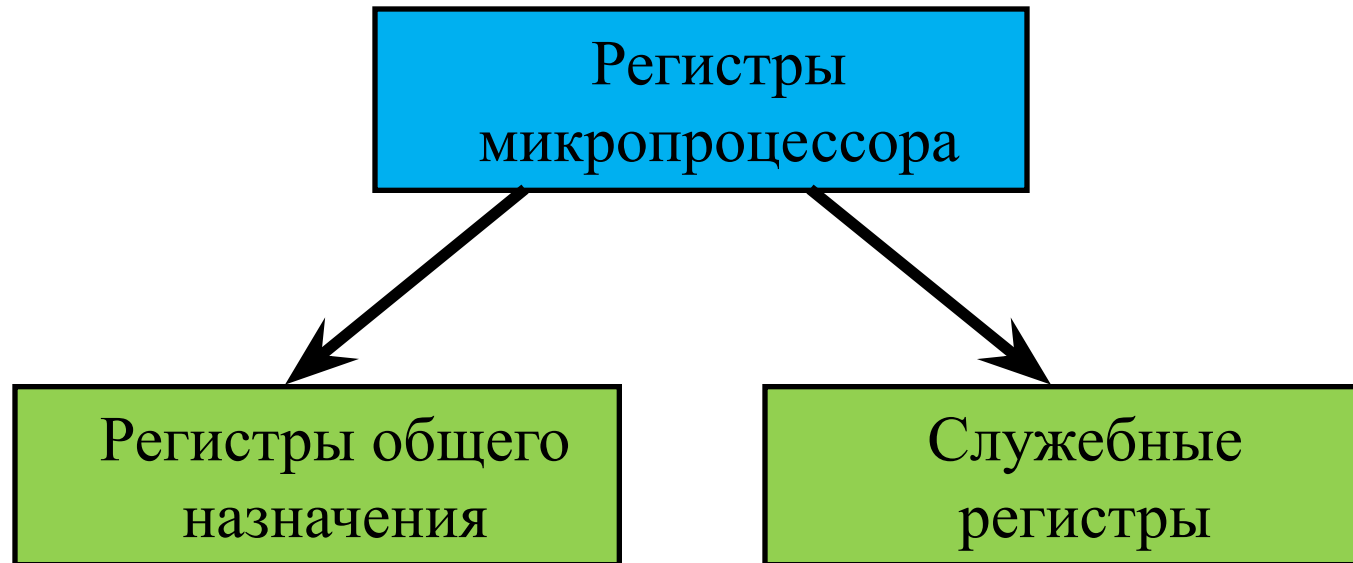 Регистры
микропроцессора
Регистры общего
назначения
Служебные
регистры